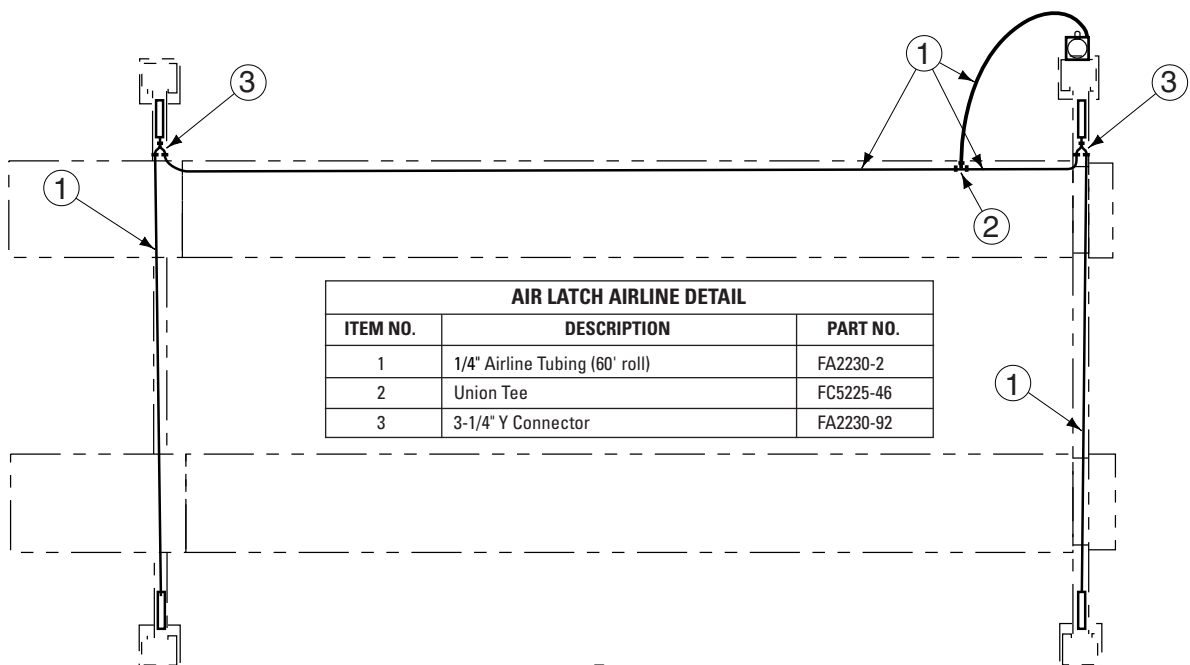 1
3
3
1
2
AIR LATCH AIRLINE DETAIL
ITEM NO. DESCRIPTION PART NO.
1 1/4" Airline Tubing (60' roll) FA2230-2
2 Union Tee FC5225-46
3 3-1/4" Y Connector FA2230-92
1